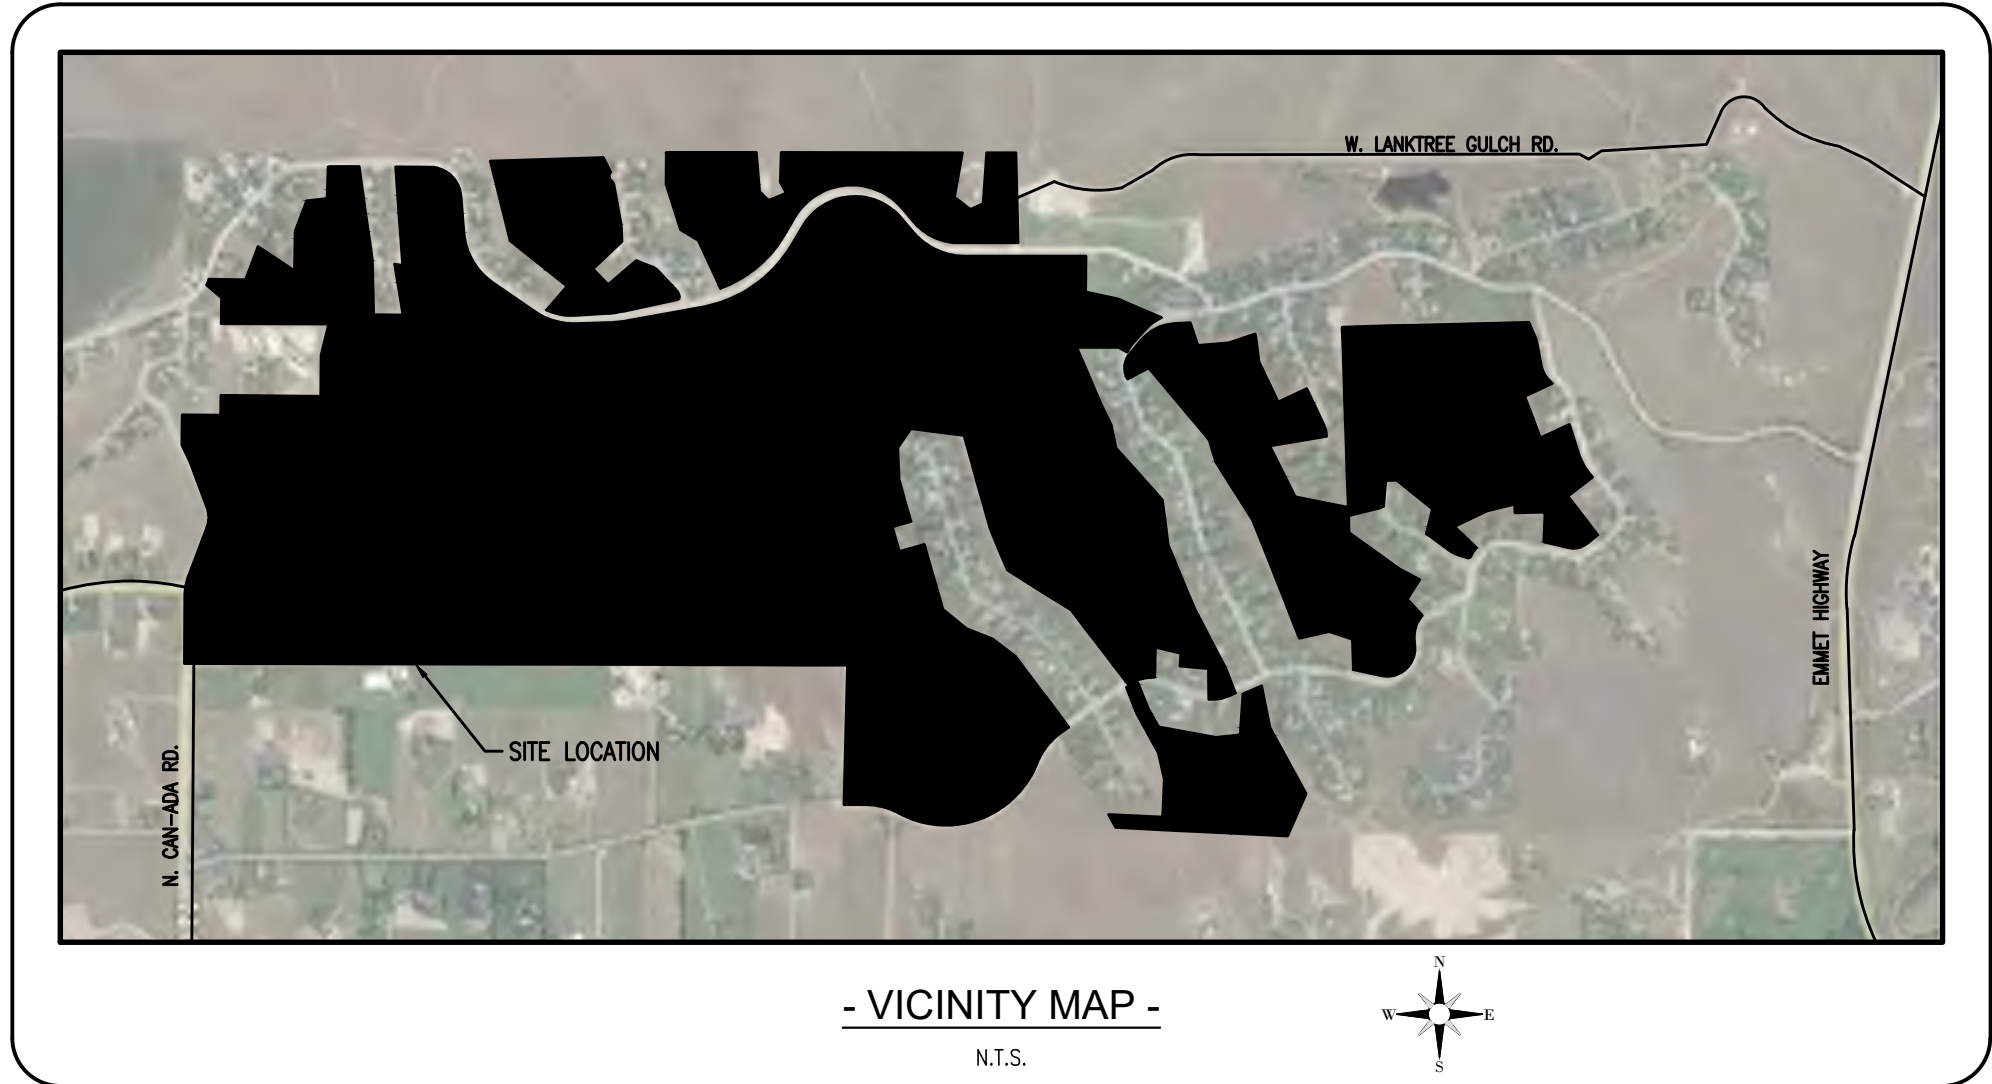 W. LANKTREE GULCH RD.
EMMET HIGHWAY
SITE LOCATION
N. CAN-ADA RD.
- VICINITY MAP -
N.T.S.
N
W
E
S